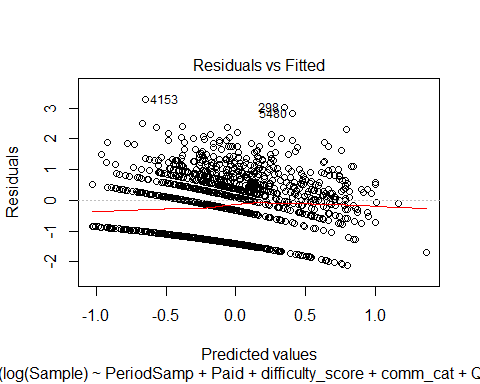 Residuals vs Fitted
4153
298
5480
Residuals
3
2
1
0
-1
-2
-1.0 -0.5 0.0 0.5 1.0
Predicted values
(log(Sample) ~ PeriodSamp + Paid + difficulty_score + comm_cat + Q